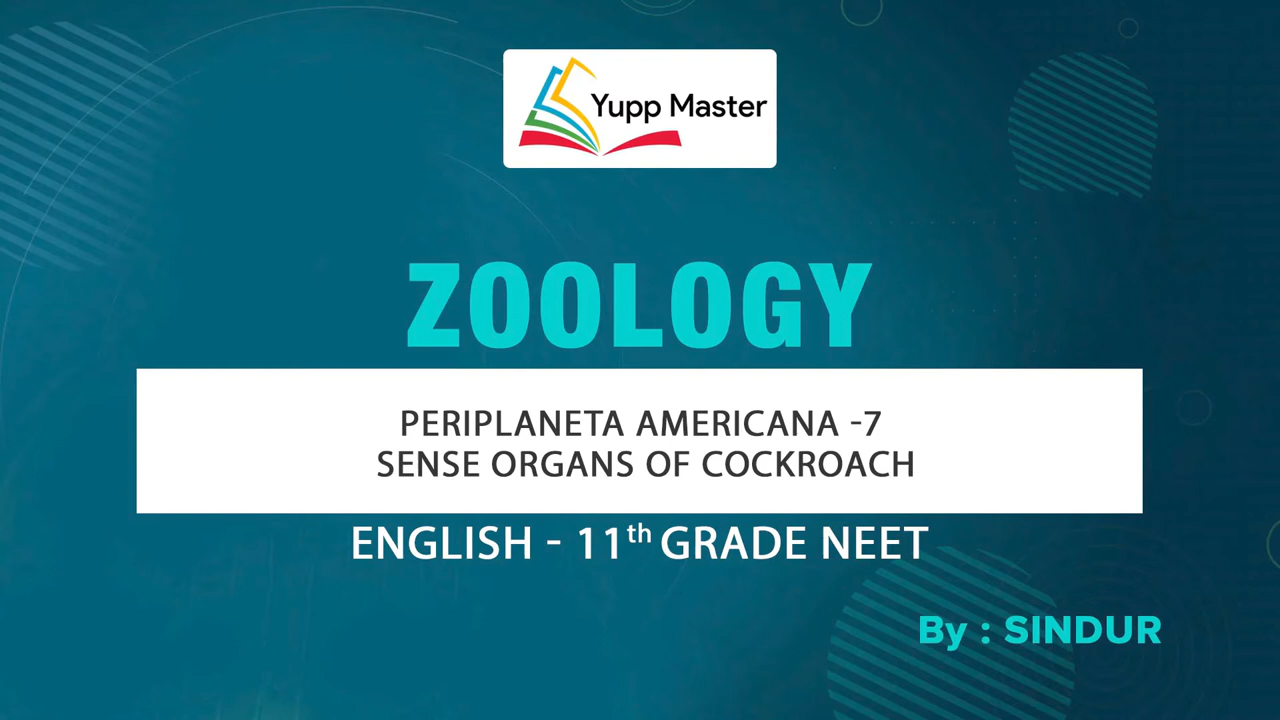 Yupp Master
ZOOLOGY
PERIPLANETA AMERICANA -7
SENSE ORGANS OF COCKROACH
ENGLISH - 11th GRADE NEET
By : SINDUR